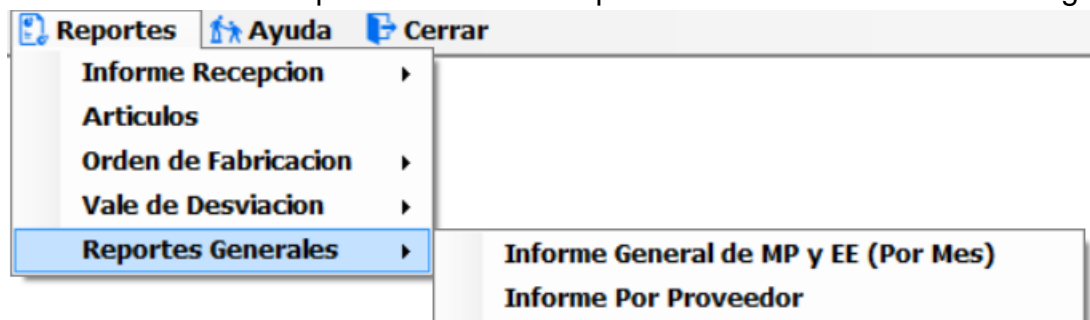 Reportes Ayuda Cerrar
Informe Recepcion
Articulos
Orden de Fabricacion
Vale de Desviacion
Reportes Generales
Informe General de MP y EE (Por Mes)
Informe Por Proveedor